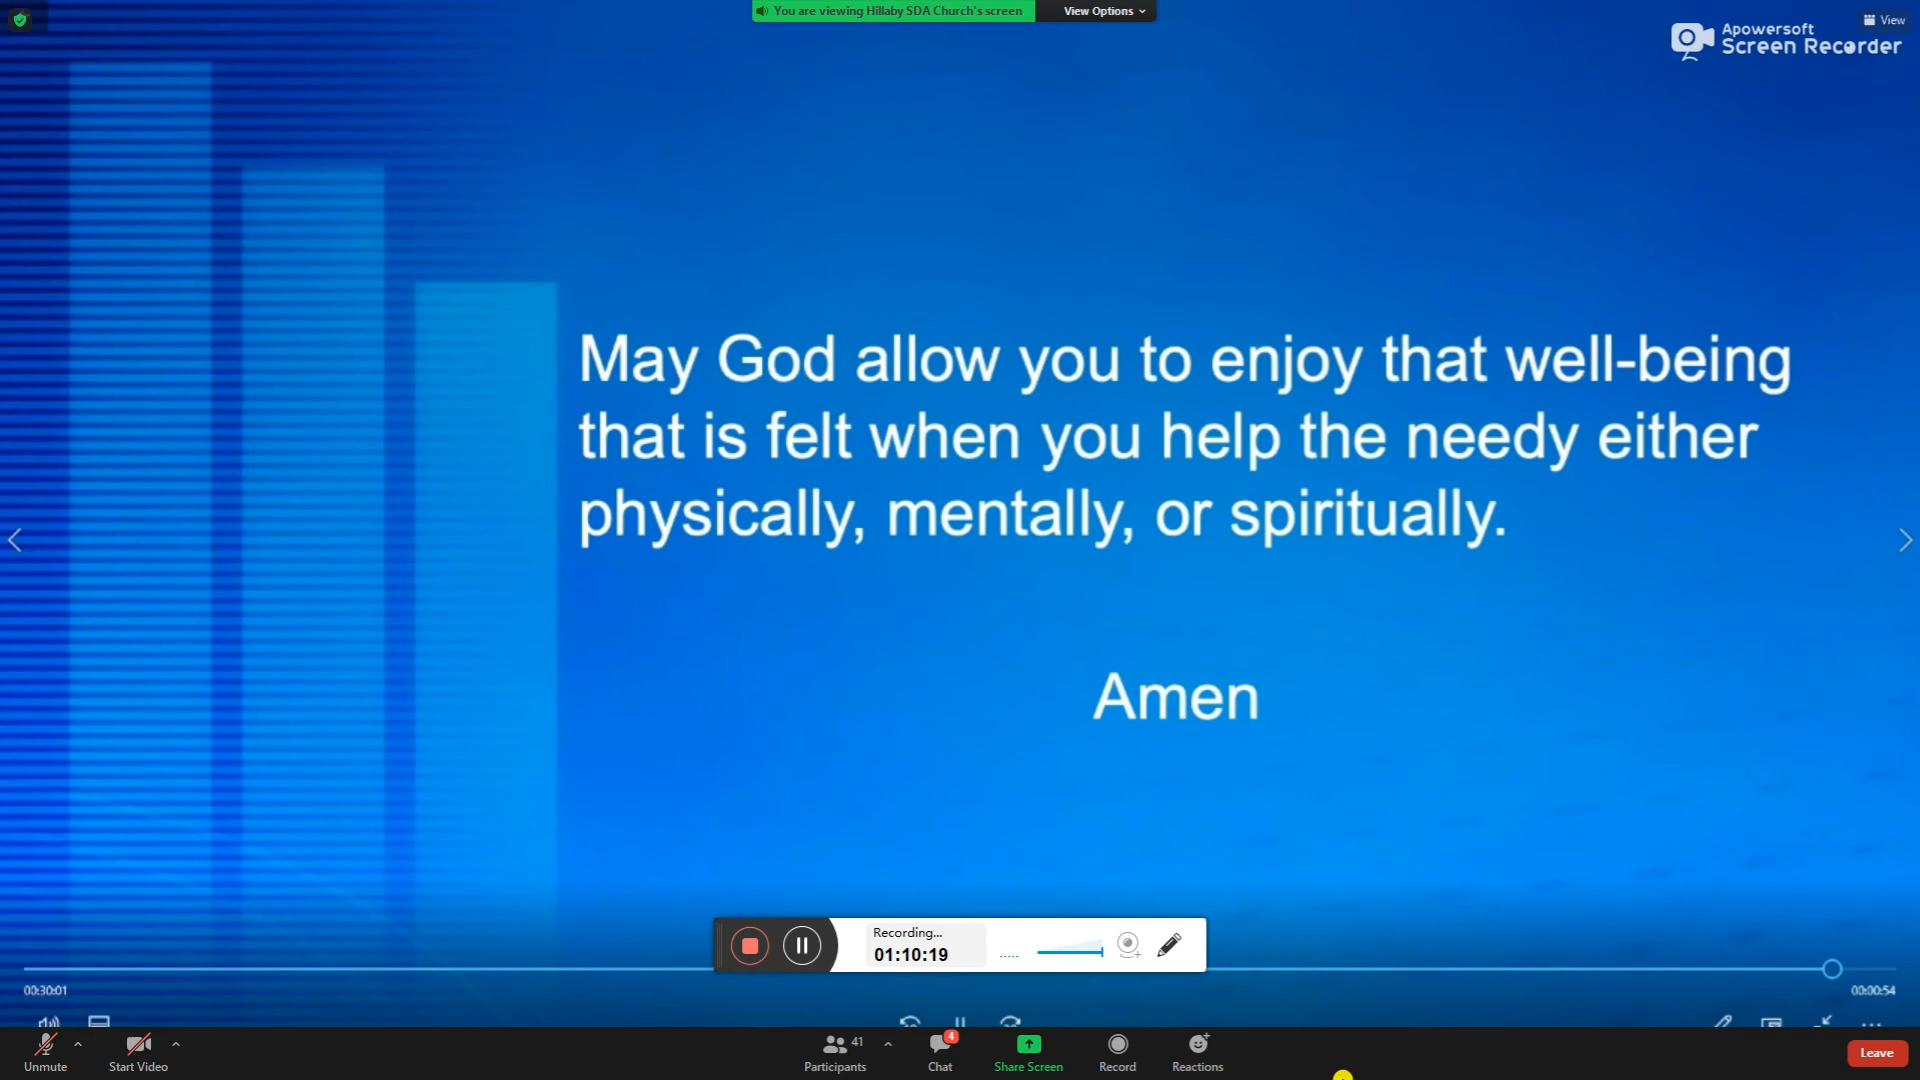 You are viewing Hillaby SDA Church's screen
View Options
View
Apowersoft
Screen Recorder
May God allow you to enjoy that well-being
that is felt when you help the needy either
physically, mentally, or spiritually.
Amen
Recording...
01:10:19
00:30:01
00:00:54
Unmute
Start Video
41
Participants
4
Chat
Share Screen
Record
Reactions
Leave